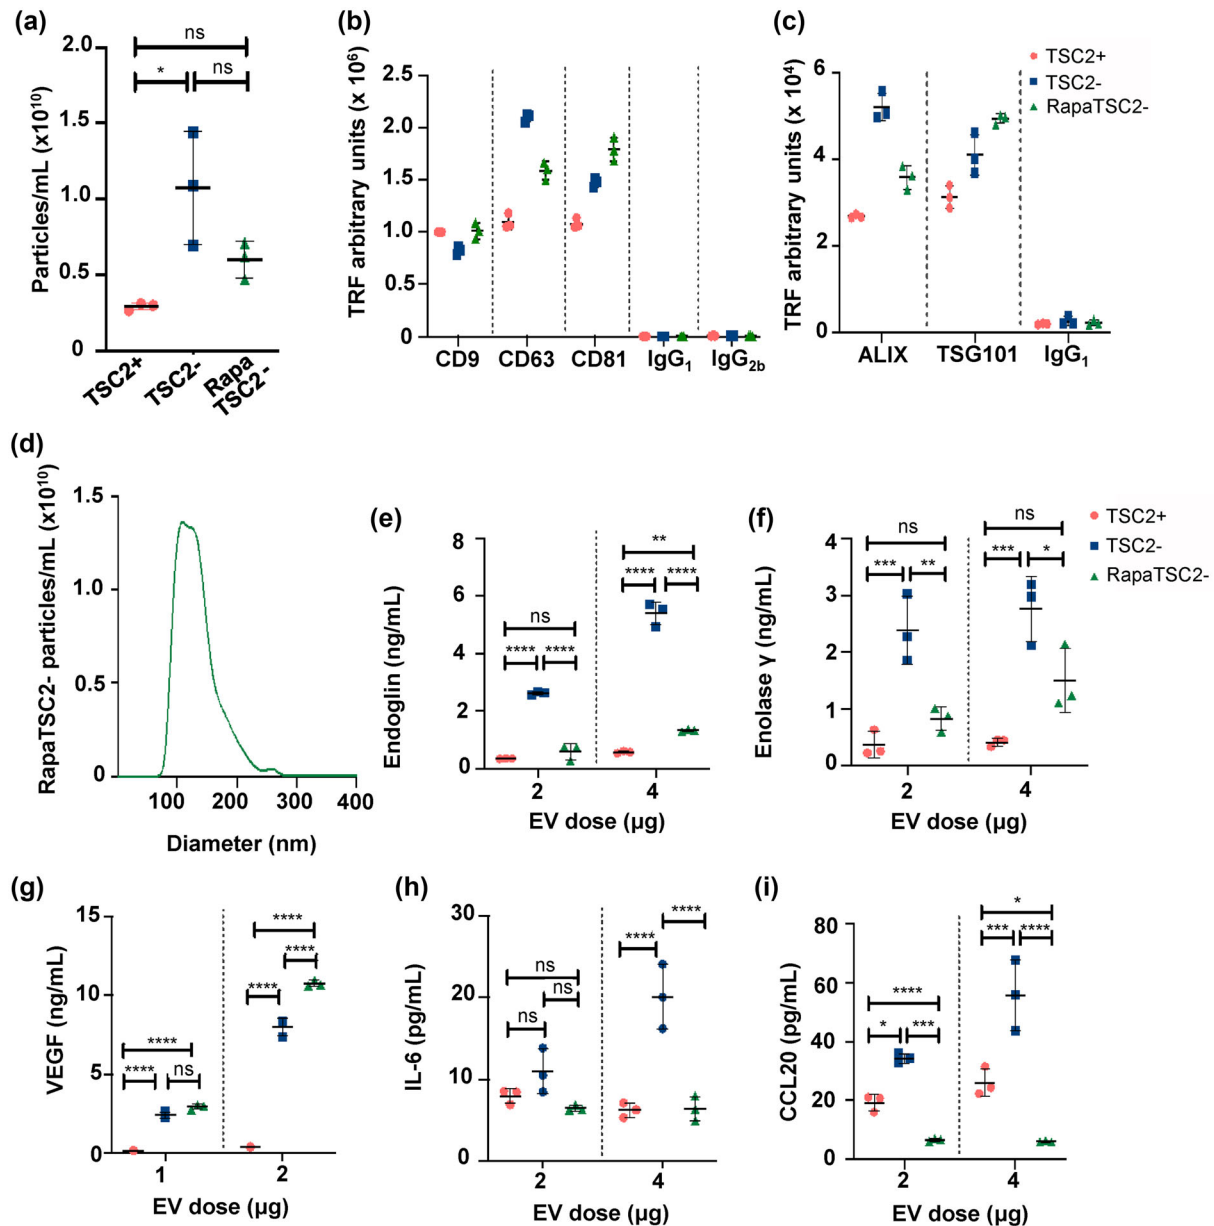 (a)
ns
*
ns
Particles/mL (x10¹⁰)
2.0
1.5
1.0
0.5
0.0
TSC2+
TSC2-
Rapa
TSC2-
(b)
TRF arbitrary units (x 10⁶)
2.5
2.0
1.5
1.0
0.5
0
CD9
CD63
CD81
IgG₁
IgG₂b
(c)
TRF arbitrary units (x 10⁴)
6
4
2
0
ALIX
TSG101
IgG₁
TSC2+
TSC2-
RapaTSC2-
(d)
RapaTSC2- particles/mL (x10¹⁰)
1.5
1.0
0.5
0
100
200
300
400
Diameter (nm)
(e)
Endoglin (ng/mL)
8
6
4
2
0
ns
****
****
**
****
****
2
4
EV dose (µg)
(f)
Enolase γ (ng/mL)
4
3
2
1
0
ns
***
**
ns
***
*
2
4
EV dose (µg)
TSC2+
TSC2-
RapaTSC2-
(g)
VEGF (ng/mL)
15
10
5
0
****
****
ns
****
****
****
1
2
EV dose (µg)
(h)
IL-6 (pg/mL)
30
20
10
0
ns
ns
ns
****
****
2
4
EV dose (µg)
(i)
CCL20 (pg/mL)
80
60
40
20
0
****
*
***
*
***
****
2
4
EV dose (µg)